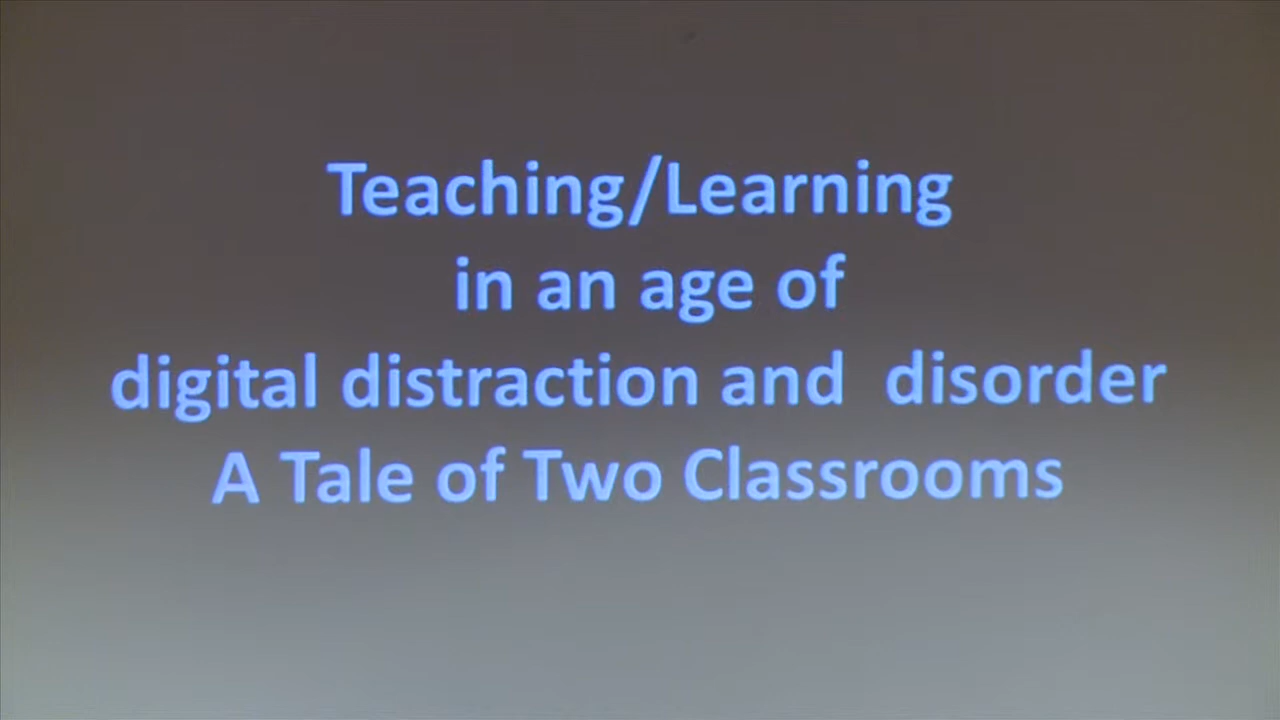 Teaching/Learning
in an age of
digital distraction and  disorder
A Tale of Two Classrooms